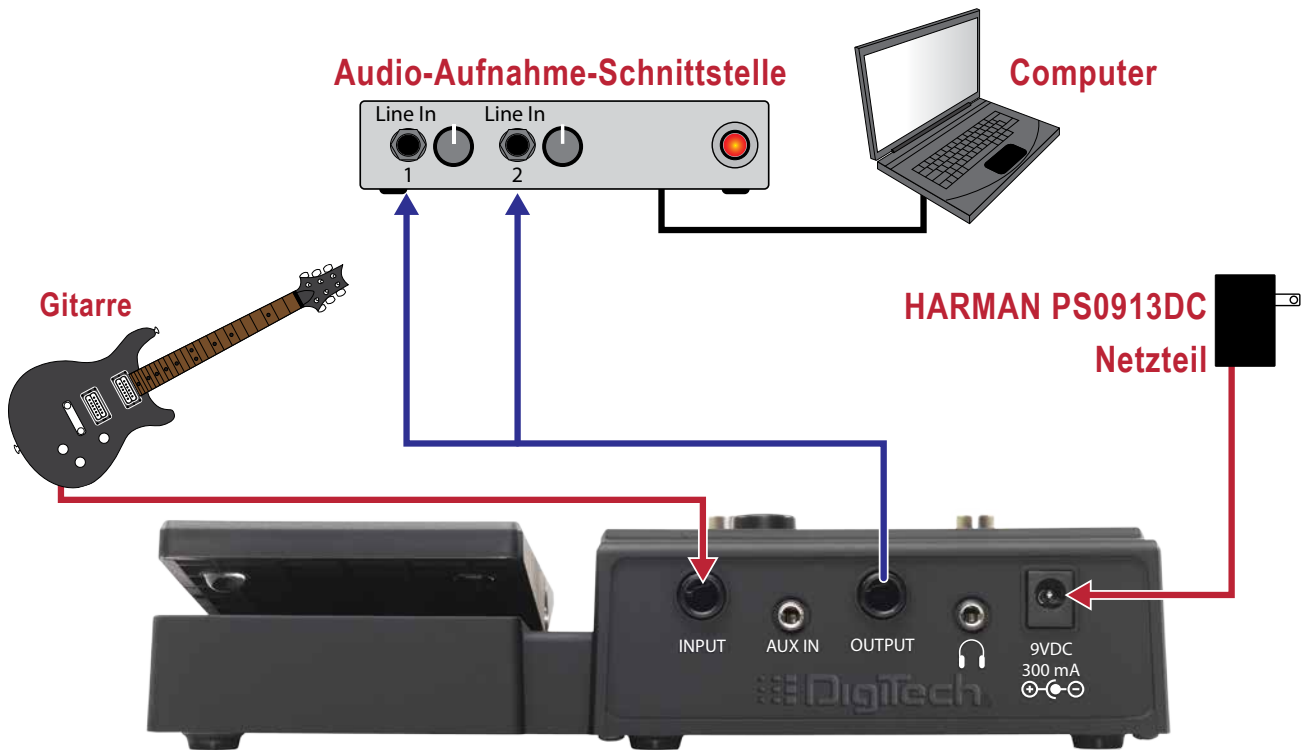 Audio-Aufnahme-Schnittstelle
Computer
Line In
Line In
1
2
Gitarre
HARMAN PS0913DC
Netzteil
INPUT
AUX IN
OUTPUT
9VDC
300 mA
DigiTech